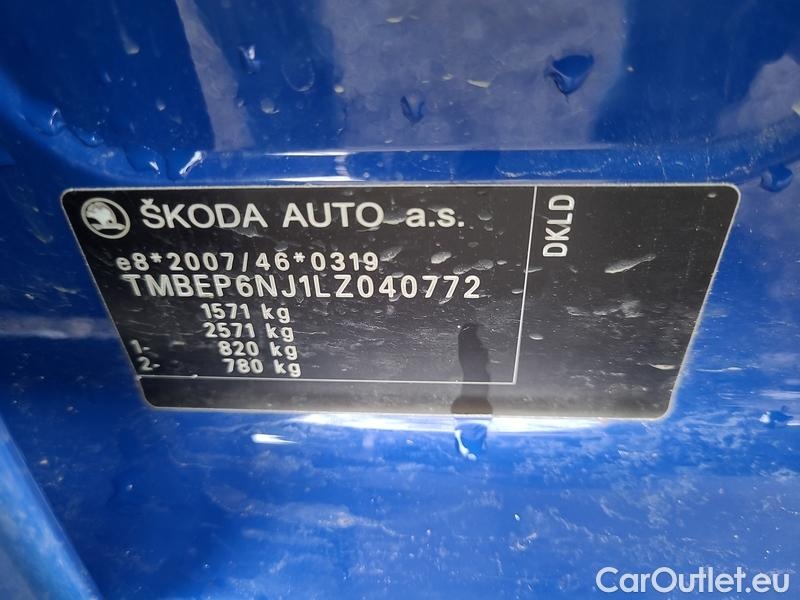 ŠKODA AUTO a.s.
e8*2007/46*0319
TMBEP6NJ1LZ040772
1571 kg
2571 kg
1- 820 kg
2- 780 kg
DKLD
CarOutlet.eu